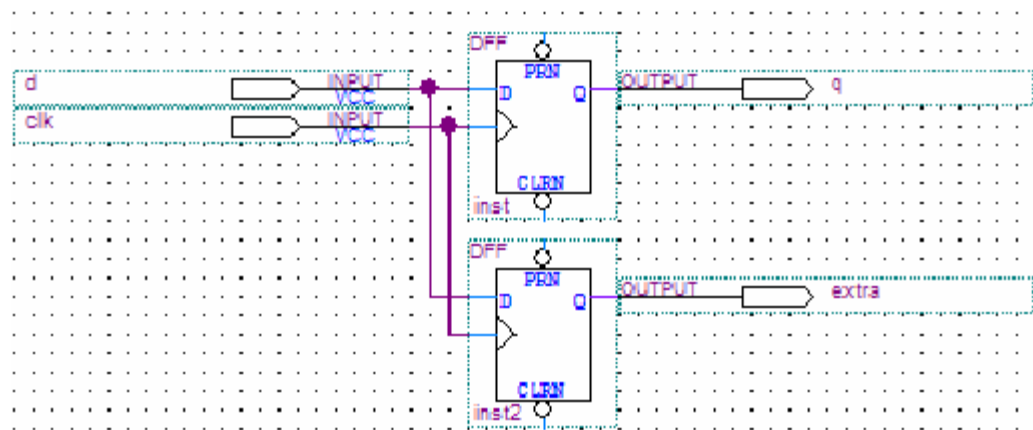 DFF
PRN
d INPUT VCC D Q OUTPUT q
clk INPUT VCC
CLRN
inst
DFF
PRN
D Q OUTPUT extra
CLRN
inst2